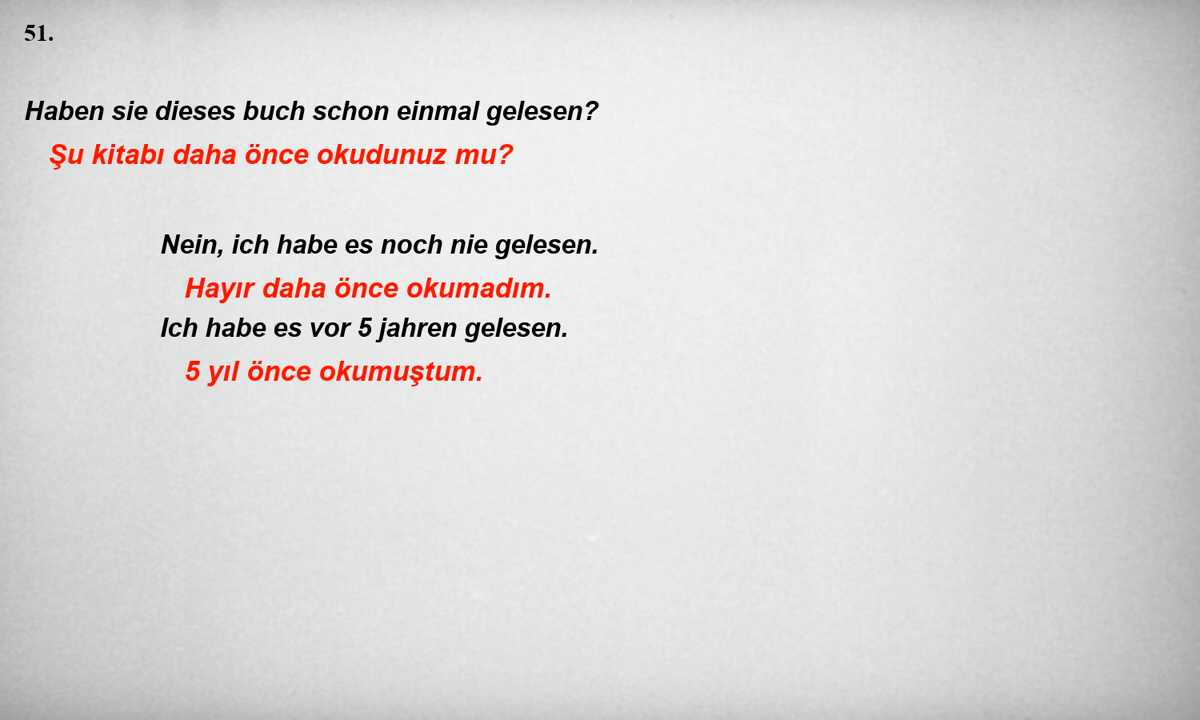 51.
Haben sie dieses buch schon einmal gelesen?
Şu kitabı daha önce okudunuz mu?
Nein, ich habe es noch nie gelesen.
Hayır daha önce okumadım.
Ich habe es vor 5 jahren gelesen.
5 yıl önce okumuştum.